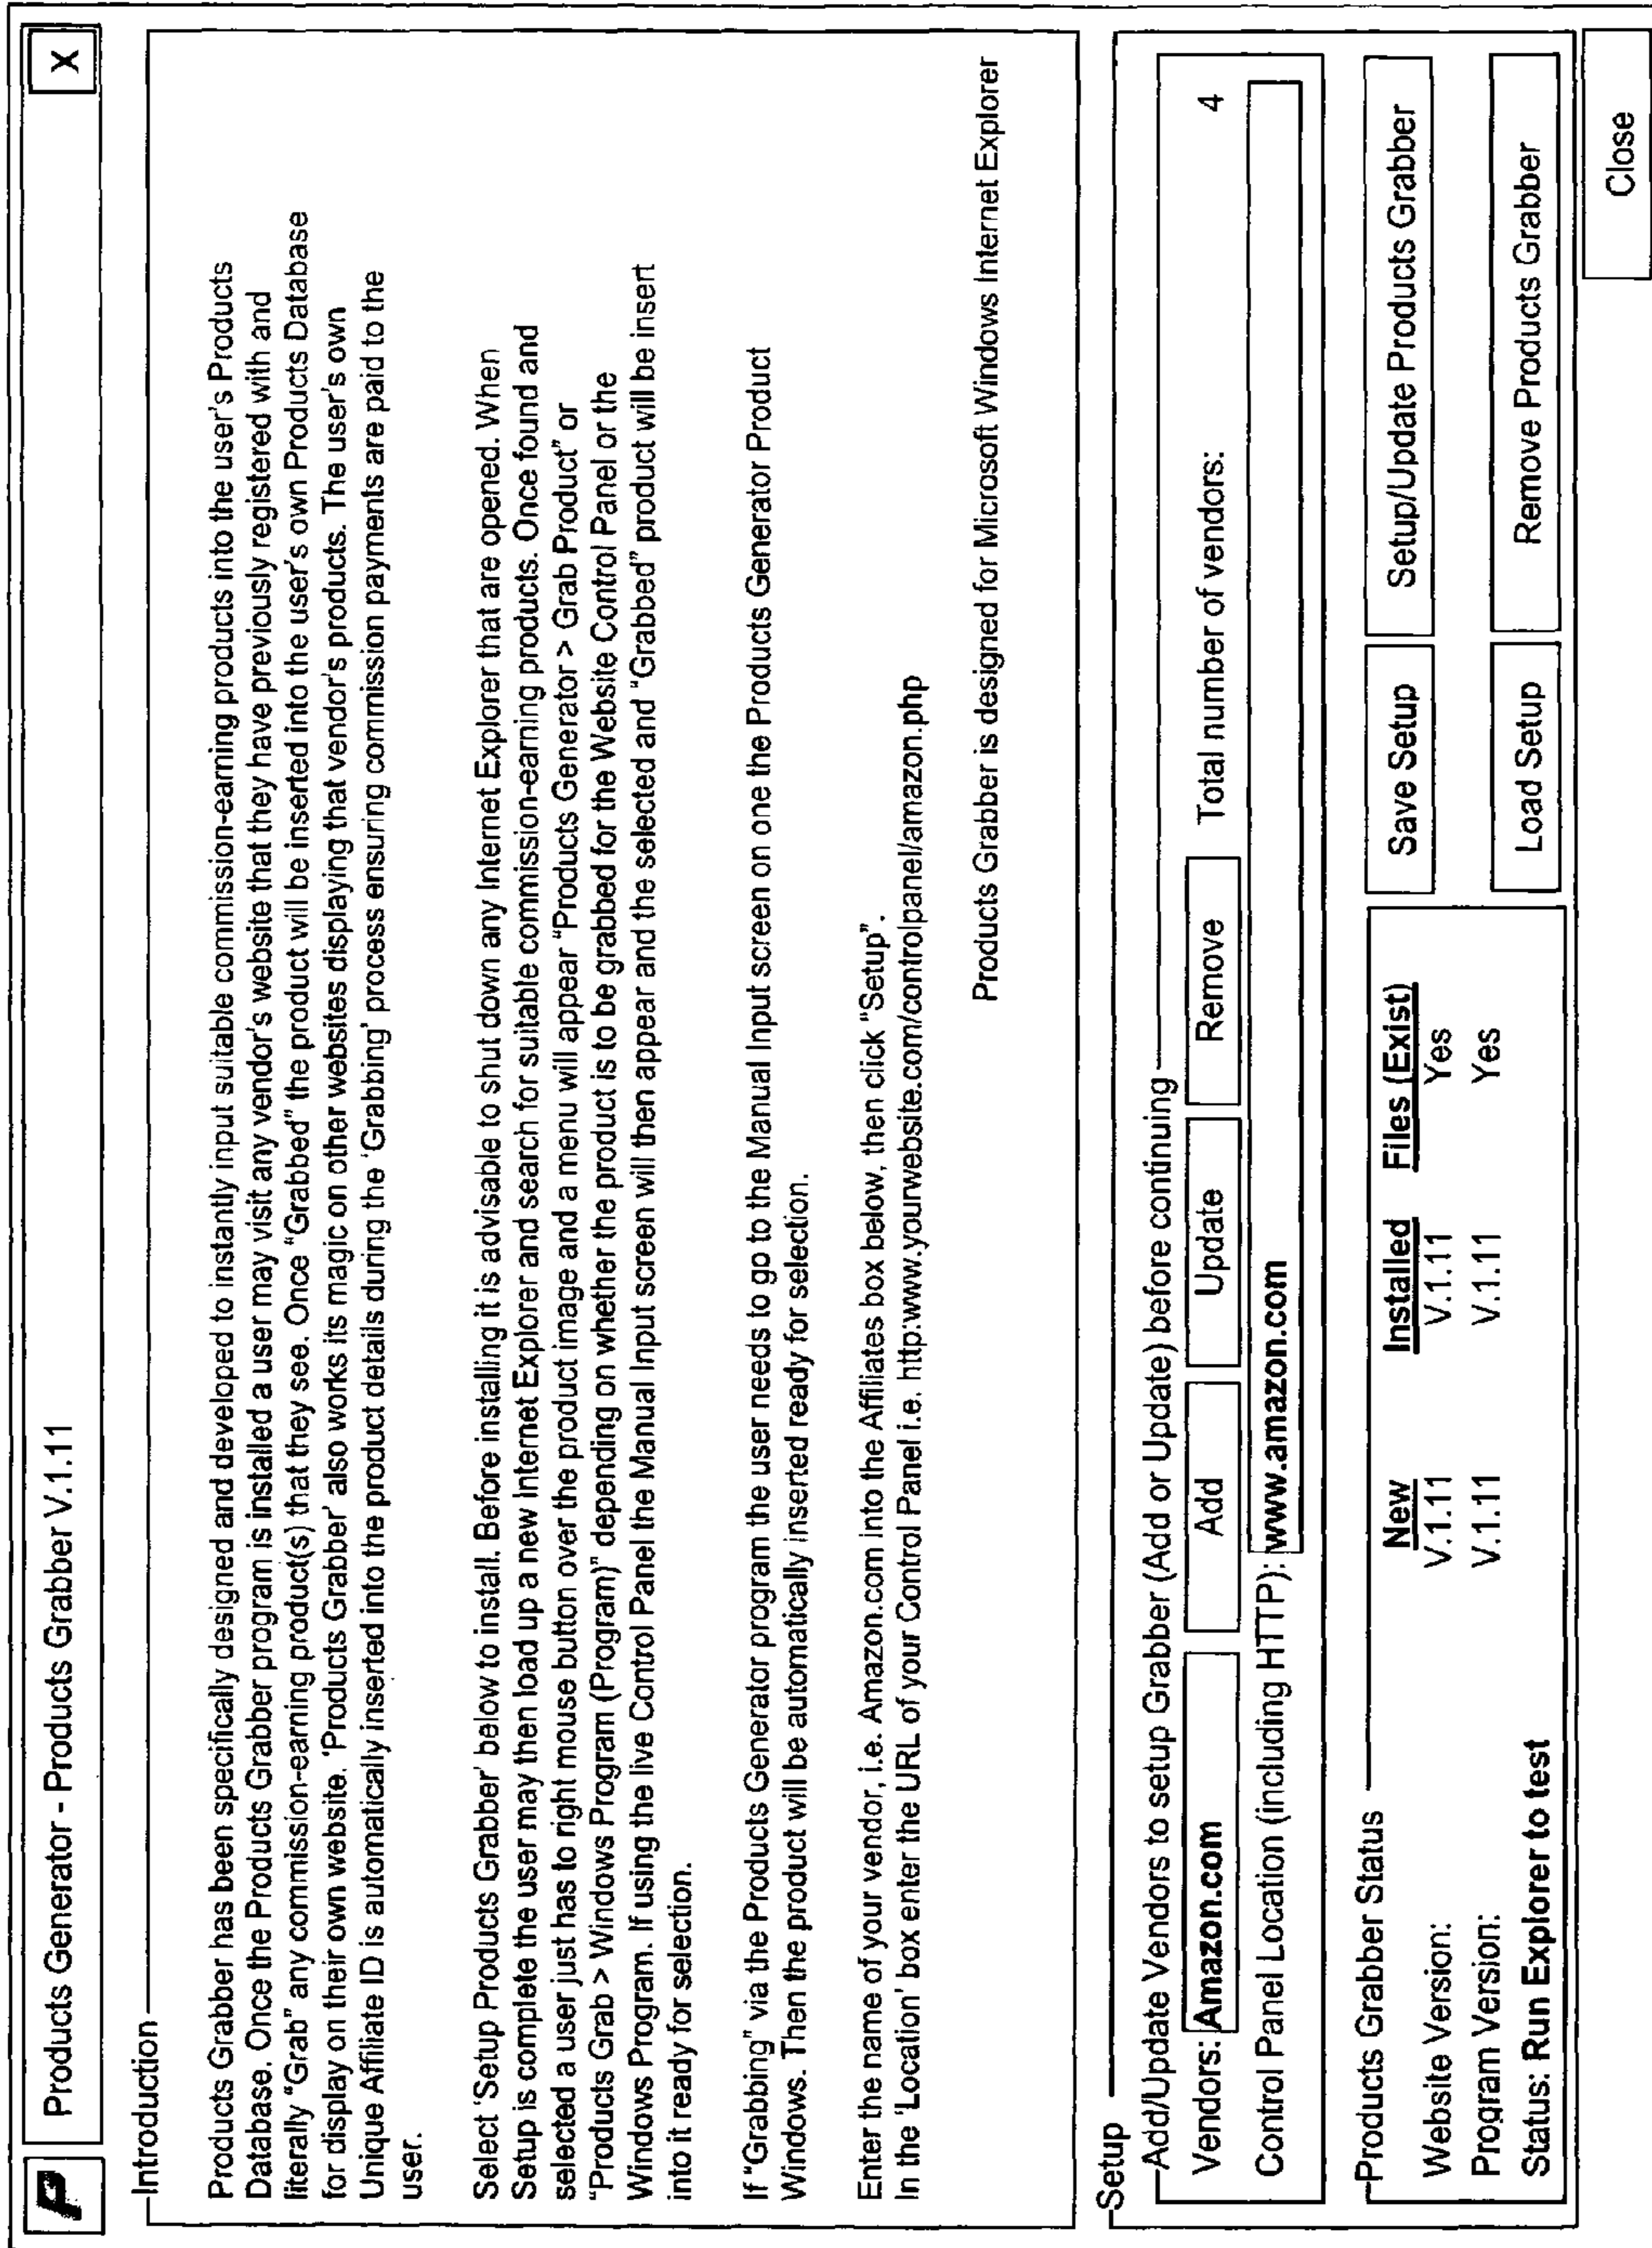 Products Generator - Products Grabber V.1.11
X
Introduction
Products Grabber has been specifically designed and developed to instantly input suitable commission-earning products into the user's Products
Database. Once the Products Grabber program is installed a user may visit any vendor's website that they have previously registered with and
literally "Grab" any commission-earning product(s) that they see. Once "Grabbed" the product will be inserted into the user's own Products Database
for display on their own website. 'Products Grabber' also works its magic on other websites displaying that vendor's products. The user's own
Unique Affiliate ID is automatically inserted into the product details during the 'Grabbing' process ensuring commission payments are paid to the
user.
Select 'Setup Products Grabber' below to install. Before installing it is advisable to shut down any Internet Explorer that are opened. When
Setup is complete the user may then load up a new Internet Explorer and search for suitable commission-earning products. Once found and
selected a user just has to right mouse button over the product image and a menu will appear "Products Generator > Grab Product" or
"Products Grab > Windows Program (Program)" depending on whether the product is to be grabbed for the Website Control Panel or the
Windows Program. If using the live Control Panel the Manual Input screen will then appear and the selected and "Grabbed" product will be insert
into it ready for selection.
If "Grabbing" via the Products Generator program the user needs to go to the Manual Input screen on one the Products Generator Product
Windows. Then the product will be automatically inserted ready for selection.
Enter the name of your vendor, i.e. Amazon.com into the Affiliates box below, then click "Setup".
In the 'Location' box enter the URL of your Control Panel i.e. http:www.yourwebsite.com/controlpanel/amazon.php
Products Grabber is designed for Microsoft Windows Internet Explorer
Setup
Add/Update Vendors to setup Grabber (Add or Update) before continuing
Vendors: Amazon.com Add Update Remove Total number of vendors: 4
Control Panel Location (including HTTP): www.amazon.com
Products Grabber Status
New Installed Files (Exist)
Website Version: V.1.11 V.1.11 Yes
Program Version: V.1.11 V.1.11 Yes
Status: Run Explorer to test
Save Setup Setup/Update Products Grabber
Load Setup Remove Products Grabber
Close